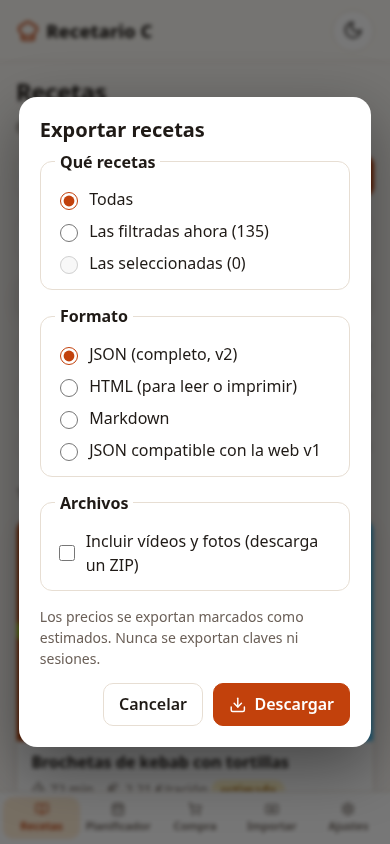 Recetario C
Recetas
Exportar recetas
Qué recetas
Todas
Las filtradas ahora (135)
Las seleccionadas (0)
Formato
JSON (completo, v2)
HTML (para leer o imprimir)
Markdown
JSON compatible con la web v1
Archivos
Incluir vídeos y fotos (descarga
un ZIP)
Los precios se exportan marcados como
estimados. Nunca se exportan claves ni
sesiones.
Cancelar
Descargar
Brochetas de kebab con tortillas
Recetas
Planificador
Compra
Importar
Ajustes